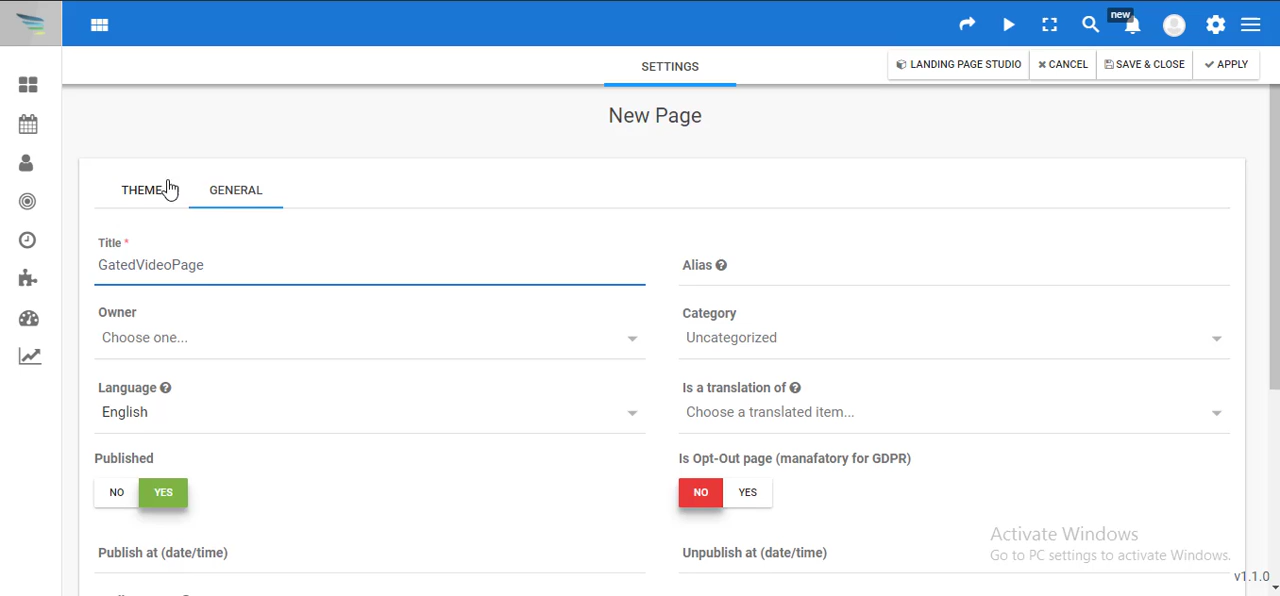 new
SETTINGS
LANDING PAGE STUDIO
CANCEL
SAVE & CLOSE
APPLY
New Page
THEME
GENERAL
Title *
GatedVideoPage
Alias
Owner
Choose one...
Category
Uncategorized
Language
English
Is a translation of
Choose a translated item...
Published
NO YES
Is Opt-Out page (manafatory for GDPR)
NO YES
Publish at (date/time)
Unpublish at (date/time)
Activate Windows
Go to PC settings to activate Windows.
v1.1.0